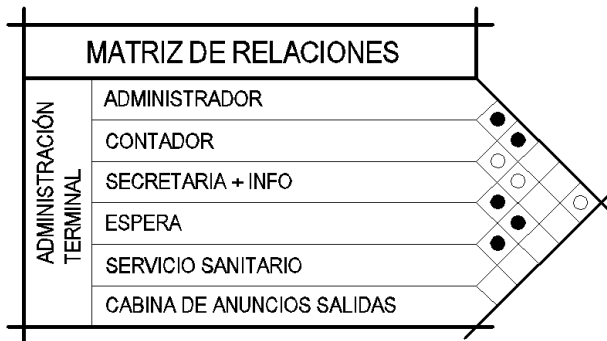 MATRIZ DE RELACIONES
ADMINISTRACIÓN
TERMINAL
ADMINISTRADOR
CONTADOR
SECRETARIA + INFO
ESPERA
SERVICIO SANITARIO
CABINA DE ANUNCIOS SALIDAS